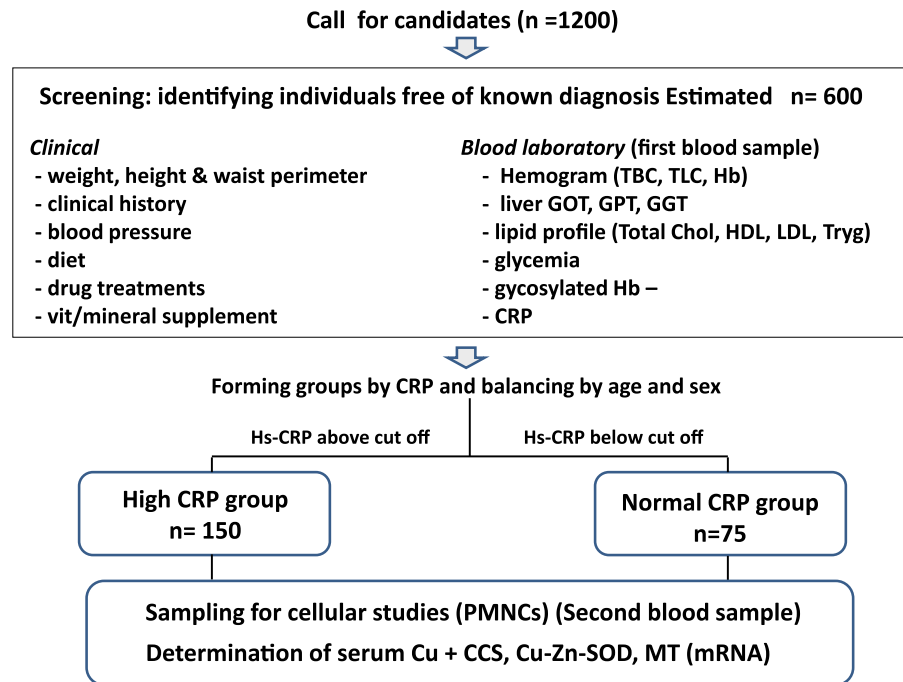 Call for candidates (n =1200)
Screening: identifying individuals free of known diagnosis Estimated n= 600
Clinical
- weight, height & waist perimeter
- clinical history
- blood pressure
- diet
- drug treatments
- vit/mineral supplement
Blood laboratory (first blood sample)
- Hemogram (TBC, TLC, Hb)
- liver GOT, GPT, GGT
- lipid profile (Total Chol, HDL, LDL, Tryg)
- glycemia
- gycosylated Hb –
- CRP
Forming groups by CRP and balancing by age and sex
Hs-CRP above cut off
Hs-CRP below cut off
High CRP group
n= 150
Normal CRP group
n=75
Sampling for cellular studies (PMNCs) (Second blood sample)
Determination of serum Cu + CCS, Cu-Zn-SOD, MT (mRNA)